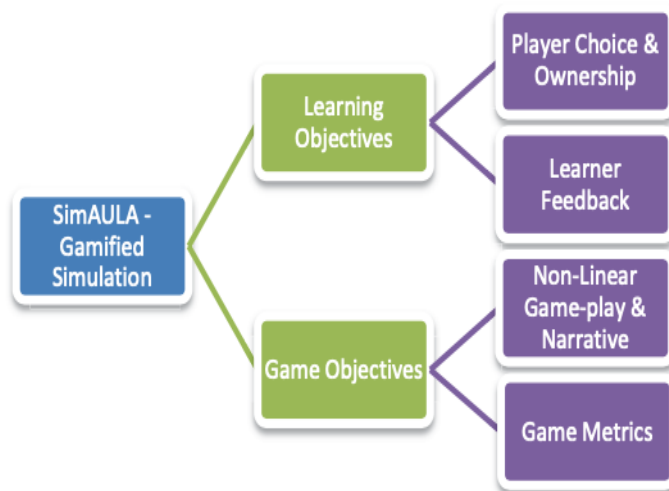 SimAULA -
Gamified
Simulation
Learning
Objectives
Game Objectives
Player Choice &
Ownership
Learner
Feedback
Non-Linear
Game-play &
Narrative
Game Metrics